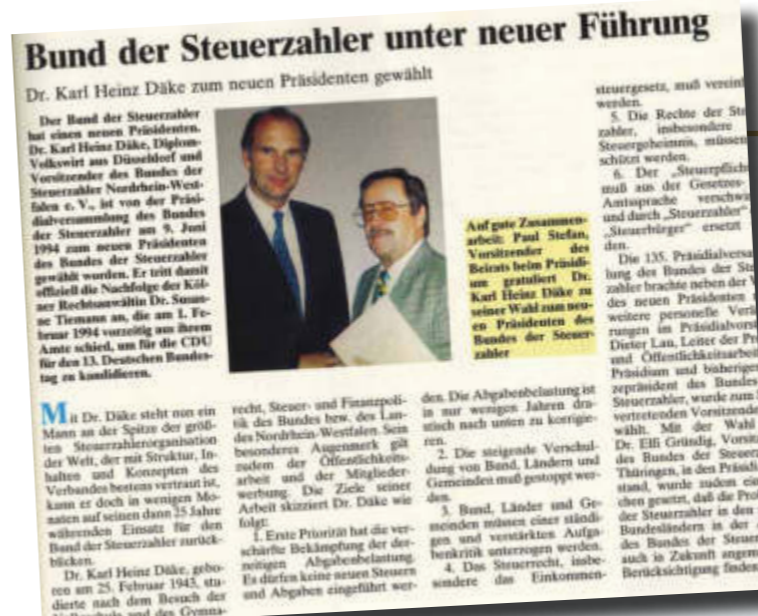 Bund der Steuerzahler unter neuer Führung
Dr. Karl Heinz Däke zum neuen Präsidenten gewählt
Der Bund der Steuerzahler
hat einen neuen Präsidenten.
Dr. Karl Heinz Däke, Diplom-
Volkswirt aus Düsseldorf und
Vorsitzender des Bundes der
Steuerzahler Nordrhein-West-
falen e. V., ist von der Präsi-
dialversammlung des Bundes
der Steuerzahler am 9. Juni
1994 zum neuen Präsidenten
des Bundes der Steuerzahler
gewählt worden. Er tritt damit
offiziell die Nachfolge der Köl-
ner Rechtsanwältin Dr. Susan-
ne Tiemann an, die am 1. Fe-
bruar 1994 vorzeitig aus ihrem
Amte schied, um für die CDU
für den 13. Deutschen Bundes-
tag zu kandidieren.
Mit Dr. Däke steht nun ein
Mann an der Spitze der größ-
ten Steuerzahlerorganisation
der Welt, der mit Struktur, In-
halten und Konzepten des
Verbandes bestens vertraut ist,
kann er doch in wenigen Mo-
naten auf seinen dann 25 Jahre
währenden Einsatz für den
Bund der Steuerzahler zurück-
blicken.
Dr. Karl Heinz Däke, gebo-
ren am 25. Februar 1943, stu-
dierte nach dem Besuch der
und des Gymna-
recht, Steuer- und Finanzpoli-
tik des Bundes bzw. des Lan-
des Nordrhein-Westfalen. Sein
besonderes Augenmerk gilt
zudem der Öffentlichkeits-
arbeit und der Mitglieder-
werbung. Die Ziele seiner
Arbeit skizziert Dr. Däke wie
folgt:
1. Erste Priorität hat die ver-
schärfte Bekämpfung der der-
zeitigen Abgabenbelastung.
Es dürfen keine neuen Steuern
und Abgaben eingeführt wer-
Auf gute Zusammen-
arbeit: Paul Stefan,
Vorsitzender des
Beirats beim Präsidi-
um gratuliert Dr.
Karl Heinz Däke zu
seiner Wahl zum neu-
en Präsidenten des
Bundes der Steuer-
zahler
den. Die Abgabenbelastung ist
in nur wenigen Jahren dra-
stisch nach unten zu korrigie-
ren.
2. Die steigende Verschul-
dung von Bund, Ländern und
Gemeinden muß gestoppt wer-
den.
3. Bund, Länder und Ge-
meinden müssen einer ständi-
gen und verstärkten Aufga-
benkritik unterzogen werden.
4. Das Steuerrecht, insbe-
sondere das Einkommen-
steuergesetz, muß vereinf
werden.
5. Die Rechte der Ste
zahler, insbesondere
Steuergeheimnis, müssen
schützt werden.
6. Der „Steuerpflich
muß aus der Gesetzes-
Amtssprache verschwi
und durch „Steuerzahler"
„Steuerbürger" ersetzt
den.
Die 135. Präsidialversa
lung des Bundes der Ste
zahler brachte neben der W
des neuen Präsidenten
weitere personelle Verä
rungen im Präsidialvorst
Dieter Lau, Leiter der Pre
und Öffentlichkeitsarbeit
Präsidium und bisheriger
zepräsident des Bundes
Steuerzahler, wurde zum
vertretenden Vorsitzende
wählt. Mit der Wahl
Dr. Elfi Gründig, Vorsitz
des Bundes der Steuerz
Thüringen, in den Präsidi
stand, wurde zudem ein
chen gesetzt, daß die Prob
der Steuerzahler in den
Bundesländern in der
des Bundes der Steuer
auch in Zukunft angem
Berücksichtigung finden